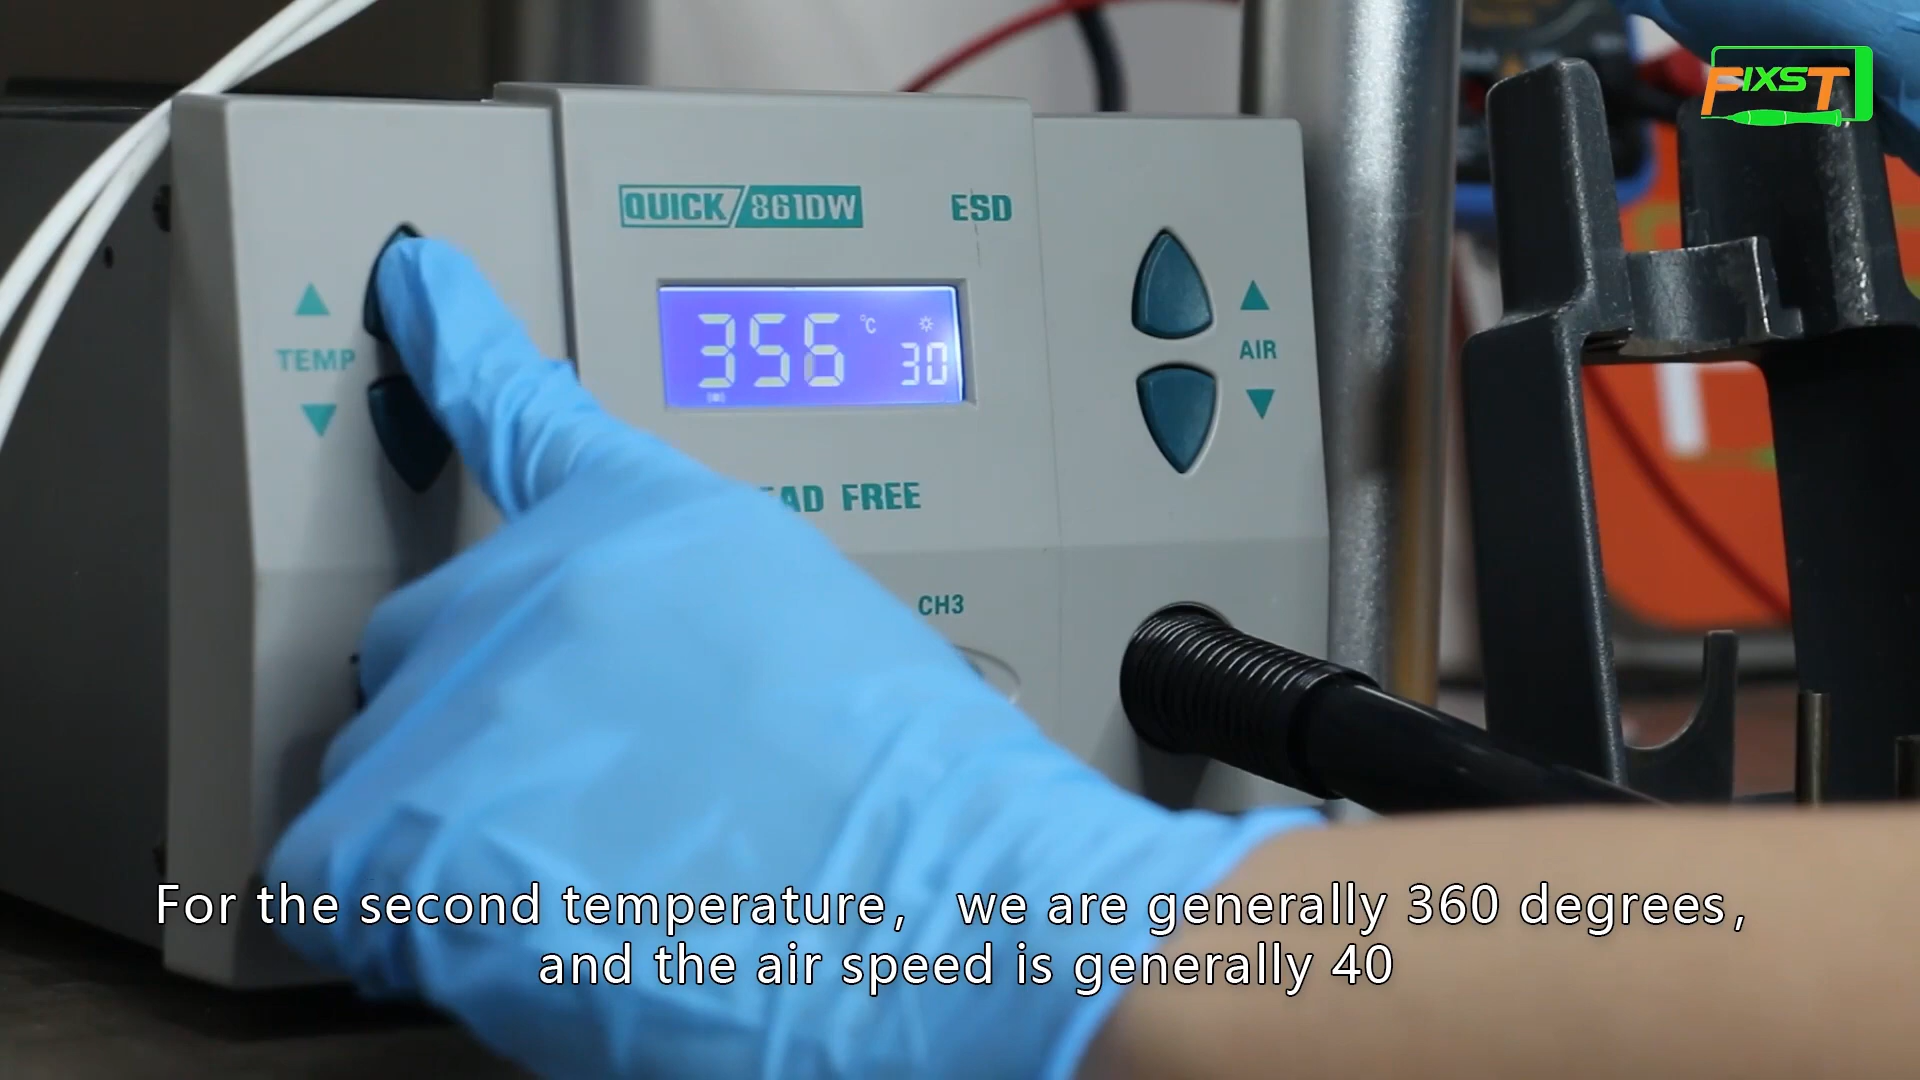 FIXST
QUICK 861DW
ESD
TEMP
356 °C
30
AIR
FREE
CH3
For the second temperature, we are generally 360 degrees,
and the air speed is generally 40